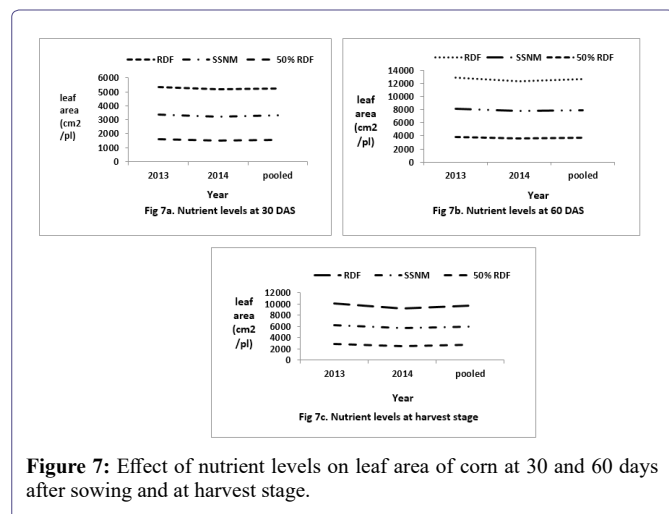 RDF SSNM 50% RDF
leaf
area
(cm2
/pl)
6000
5000
4000
3000
2000
1000
0
2013 2014 pooled
Year
Fig 7a. Nutrient levels at 30 DAS
RDF SSNM 50% RDF
leaf
area
(cm2
/pl)
14000
12000
10000
8000
6000
4000
2000
0
2013 2014 pooled
Year
Fig 7b. Nutrient levels at 60 DAS
RDF SSNM 50% RDF
leaf
area
(cm2
/pl)
12000
10000
8000
6000
4000
2000
0
2013 2014 pooled
Year
Fig 7c. Nutrient levels at harvest stage
Figure 7: Effect of nutrient levels on leaf area of corn at 30 and 60 days
after sowing and at harvest stage.